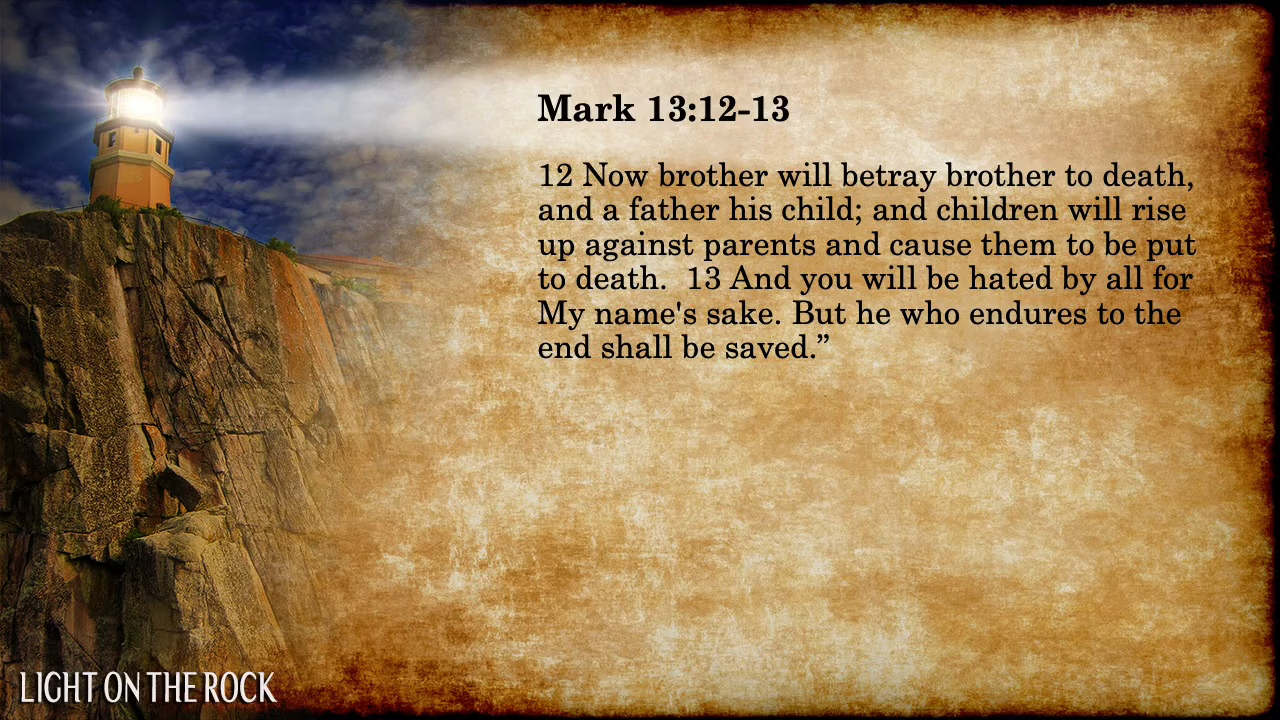 Mark 13:12-13
12 Now brother will betray brother to death,
and a father his child; and children will rise
up against parents and cause them to be put
to death.  13 And you will be hated by all for
My name's sake. But he who endures to the
end shall be saved.”
LIGHT ON THE ROCK